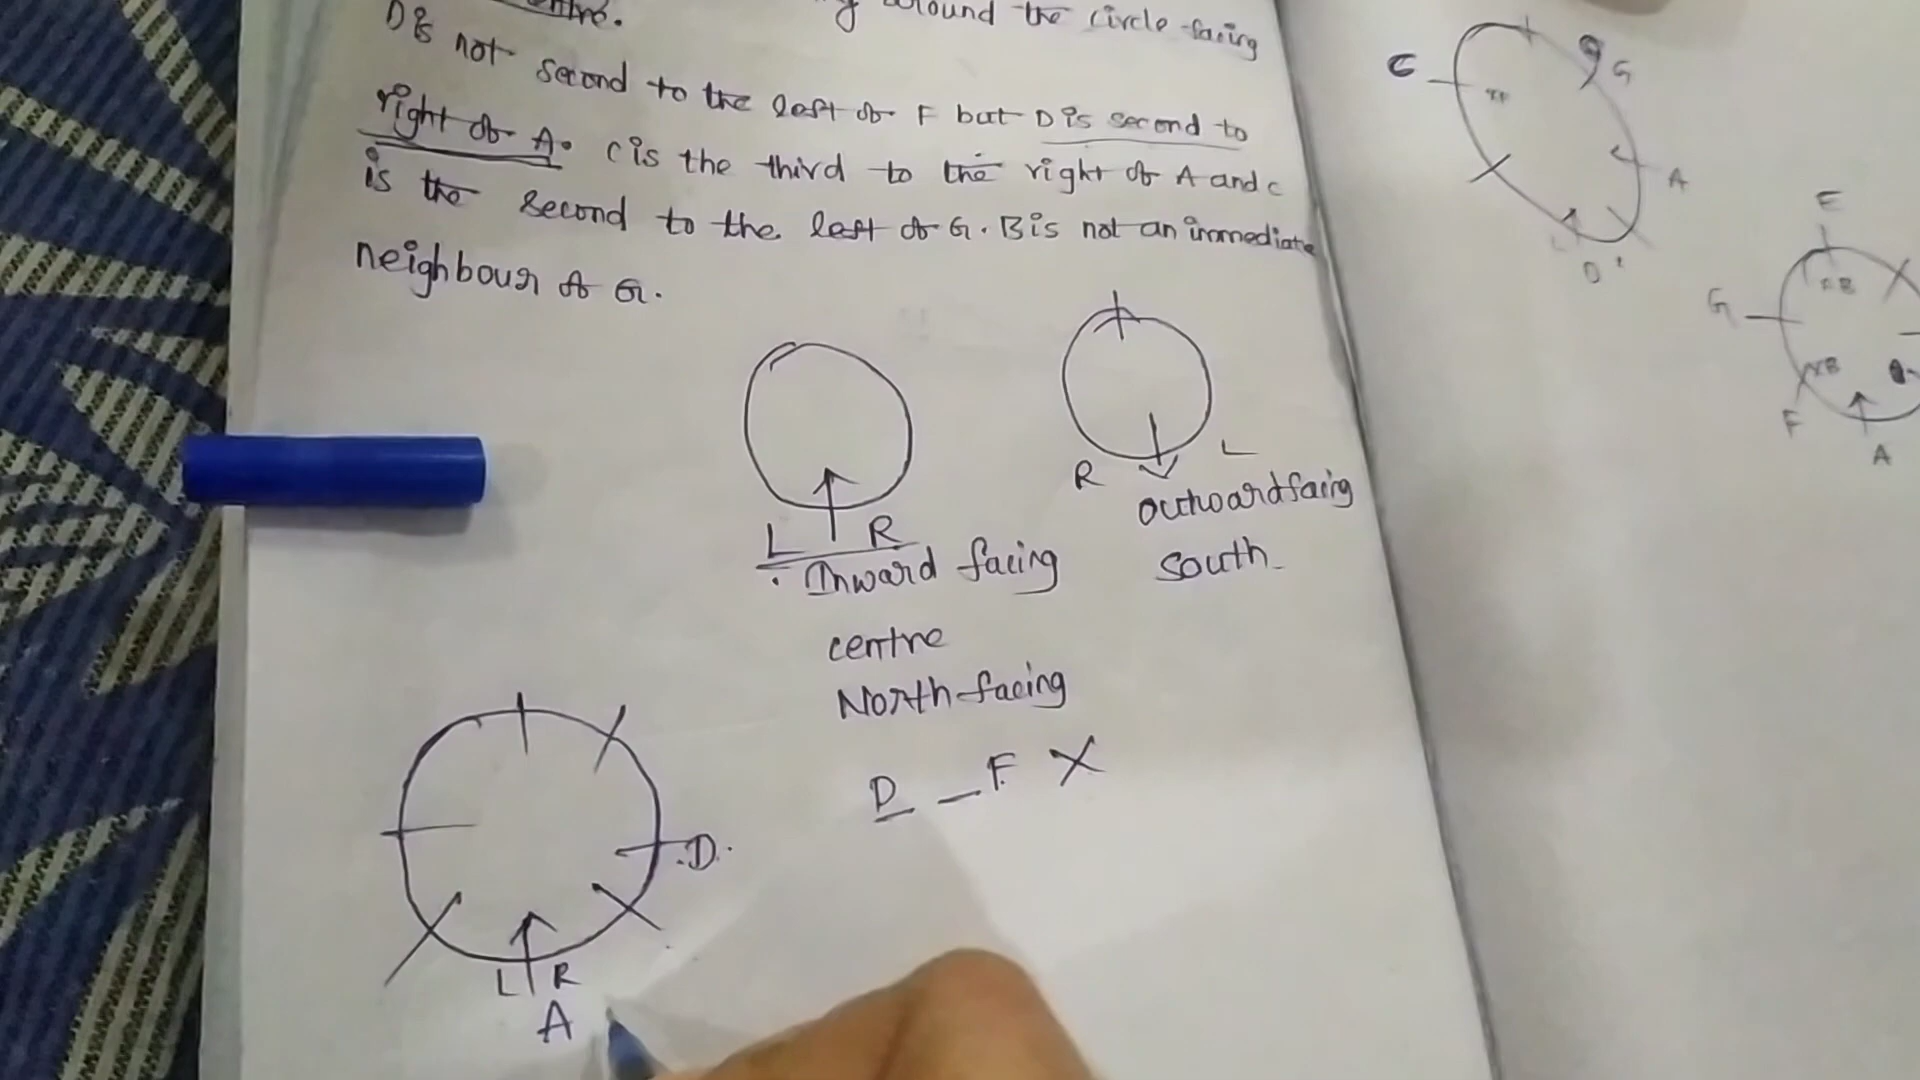 around the circle facing
centre.
D is not second to the left of F but D is second to
right of A. C is the third to the right of A and C
is the second to the left of G. B is not an immediate
neighbour of G.
L R
Inward facing
centre
North facing
R L
outward facing
south
D _ F X
D
L R
A
C
G
A
D
E
G
F
A